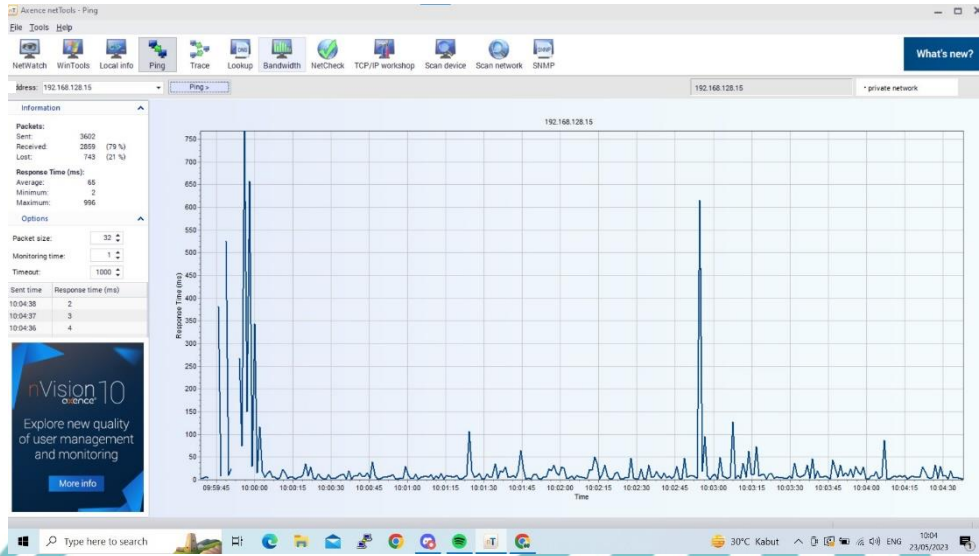 Axence netTools - Ping
File Tools Help
NetWatch WinTools Local info Ping Trace Lookup Bandwidth NetCheck TCP/IP workshop Scan device Scan network SNMP
What's new?
ddress: 192.168.128.15 Ping > 192.168.128.15 • private network
Information
Packets:
Sent: 3602
Received: 2859 (79 %)
Lost: 743 (21 %)
Response Time (ms):
Average: 65
Minimum: 2
Maximum: 996
Options
Packet size: 32
Monitoring time: 1
Timeout: 1000
Sent time Response time (ms)
10:04:38 2
10:04:37 3
10:04:36 4
nVision 10
axence
Explore new quality
of user management
and monitoring
More info
192.168.128.15
Response Time (ms)
750
700
650
600
550
500
450
400
350
300
250
200
150
100
50
0
09:59:45 10:00:00 10:00:15 10:00:30 10:00:45 10:01:00 10:01:15 10:01:30 10:01:45 10:02:00 10:02:15 10:02:30 10:02:45 10:03:00 10:03:15 10:03:30 10:03:45 10:04:00 10:04:15 10:04:30
Time
Type here to search
30°C Kabut ENG 10:04
23/05/2023